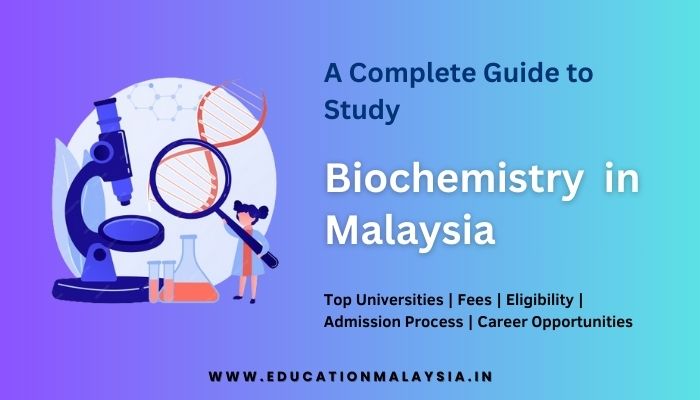 A Complete Guide to
Study
Biochemistry in
Malaysia
Top Universities | Fees | Eligibility |
Admission Process | Career Opportunities
WWW.EDUCATIONMALAYSIA.IN